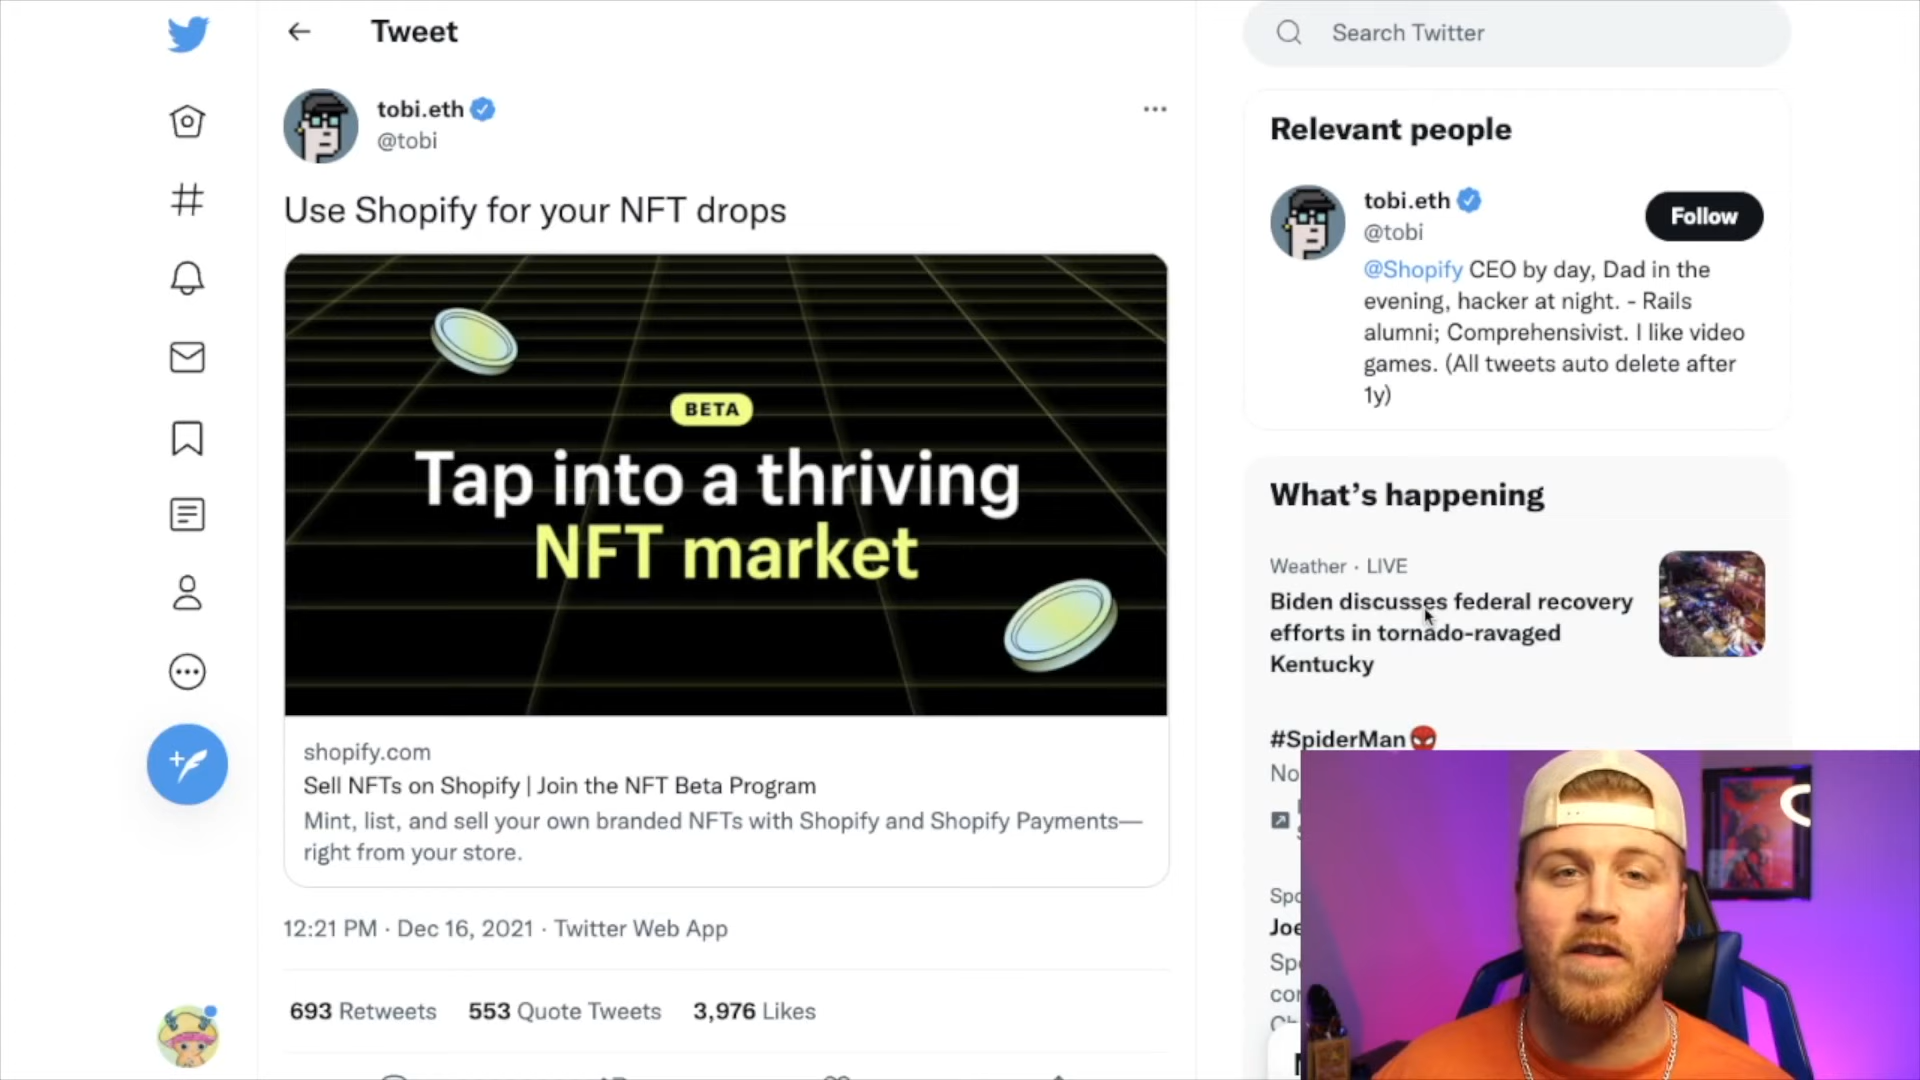 Tweet
tobi.eth
@tobi
Use Shopify for your NFT drops
BETA
Tap into a thriving
NFT market
shopify.com
Sell NFTs on Shopify | Join the NFT Beta Program
Mint, list, and sell your own branded NFTs with Shopify and Shopify Payments—
right from your store.
12:21 PM · Dec 16, 2021 · Twitter Web App
693 Retweets 553 Quote Tweets 3,976 Likes
Search Twitter
Relevant people
tobi.eth
@tobi
Follow
@Shopify CEO by day, Dad in the
evening, hacker at night. - Rails
alumni; Comprehensivist. I like video
games. (All tweets auto delete after
1y)
What's happening
Weather · LIVE
Biden discusses federal recovery
efforts in tornado-ravaged
Kentucky
#SpiderMan